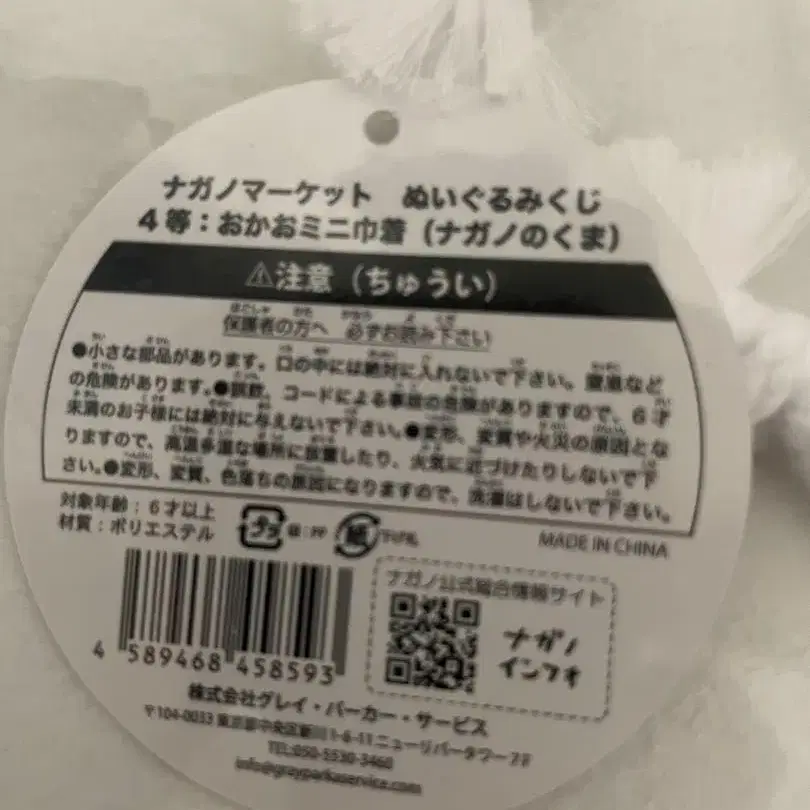 ナガノマーケット ぬいぐるみくじ
4等：おかおミニ巾着（ナガノのくま）
⚠注意（ちゅうい）
保護者の方へ 必ずお読み下さい
●小さな部品があります。口の中には絶対に入れないで下さい。窒息など
の危険があります。●誤飲、コードによる事故の危険がありますので、6才
未満のお子様には絶対に与えないで下さい。●変形、変質や火災の原因とな
りますので、高温多湿な場所に放置したり、火気に近づけたりしないで下
さい。●変形、変質、色落ちの原因になりますので、洗濯はしないで下さい。
対象年齢：6才以上
材質：ポリエステル
プラ 袋：PP 紙
MADE IN CHINA
ナガノ公式総合情報サイト
ナガノ
インフォ
4 589468 458593
株式会社グレイ・パーカー・サービス
〒104-0033 東京都中央区新川1-6-11ニューリバータワー7F
TEL:050-5530-3460
info@grayparkaservice.com